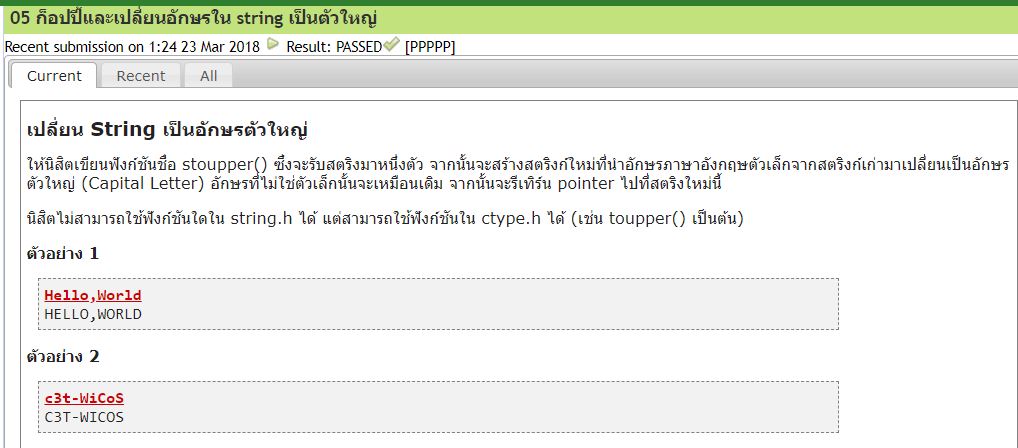 05 ก็อปปี้และเปลี่ยนอักษรใน string เป็นตัวใหญ่
Recent submission on 1:24 23 Mar 2018 Result: PASSED [PPPPP]
Current Recent All
เปลี่ยน String เป็นอักษรตัวใหญ่
ให้นิสิตเขียนฟังก์ชันชื่อ stoupper() ซึ่งจะรับสตริงมาหนึ่งตัว จากนั้นจะสร้างสตริงก์ใหม่ที่นำอักษรภาษาอังกฤษตัวเล็กจากสตริงก์เก่ามาเปลี่ยนเป็นอักษร
ตัวใหญ่ (Capital Letter) อักษรที่ไม่ใช่ตัวเล็กนั้นจะเหมือนเดิม จากนั้นจะรีเทิร์น pointer ไปที่สตริงใหม่นี้
นิสิตไม่สามารถใช้ฟังก์ชันใดใน string.h ได้ แต่สามารถใช้ฟังก์ชันใน ctype.h ได้ (เช่น toupper() เป็นต้น)
ตัวอย่าง 1
Hello,World
HELLO,WORLD
ตัวอย่าง 2
c3t-WiCoS
C3T-WICOS